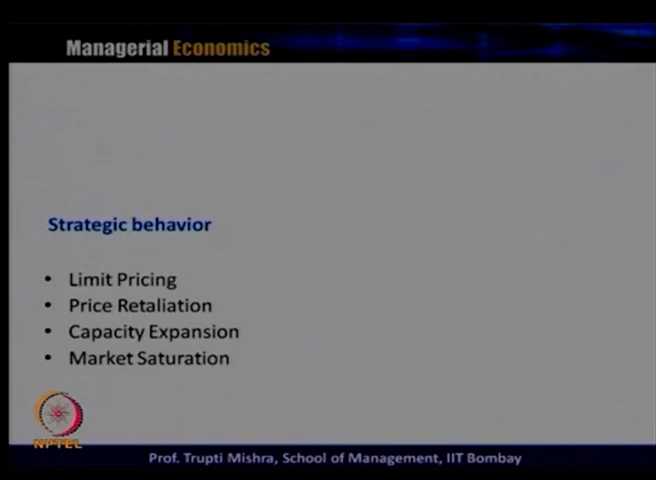 Managerial Economics
Strategic behavior
• Limit Pricing
• Price Retaliation
• Capacity Expansion
• Market Saturation
NPTEL
Prof. Trupti Mishra, School of Management, IIT Bombay